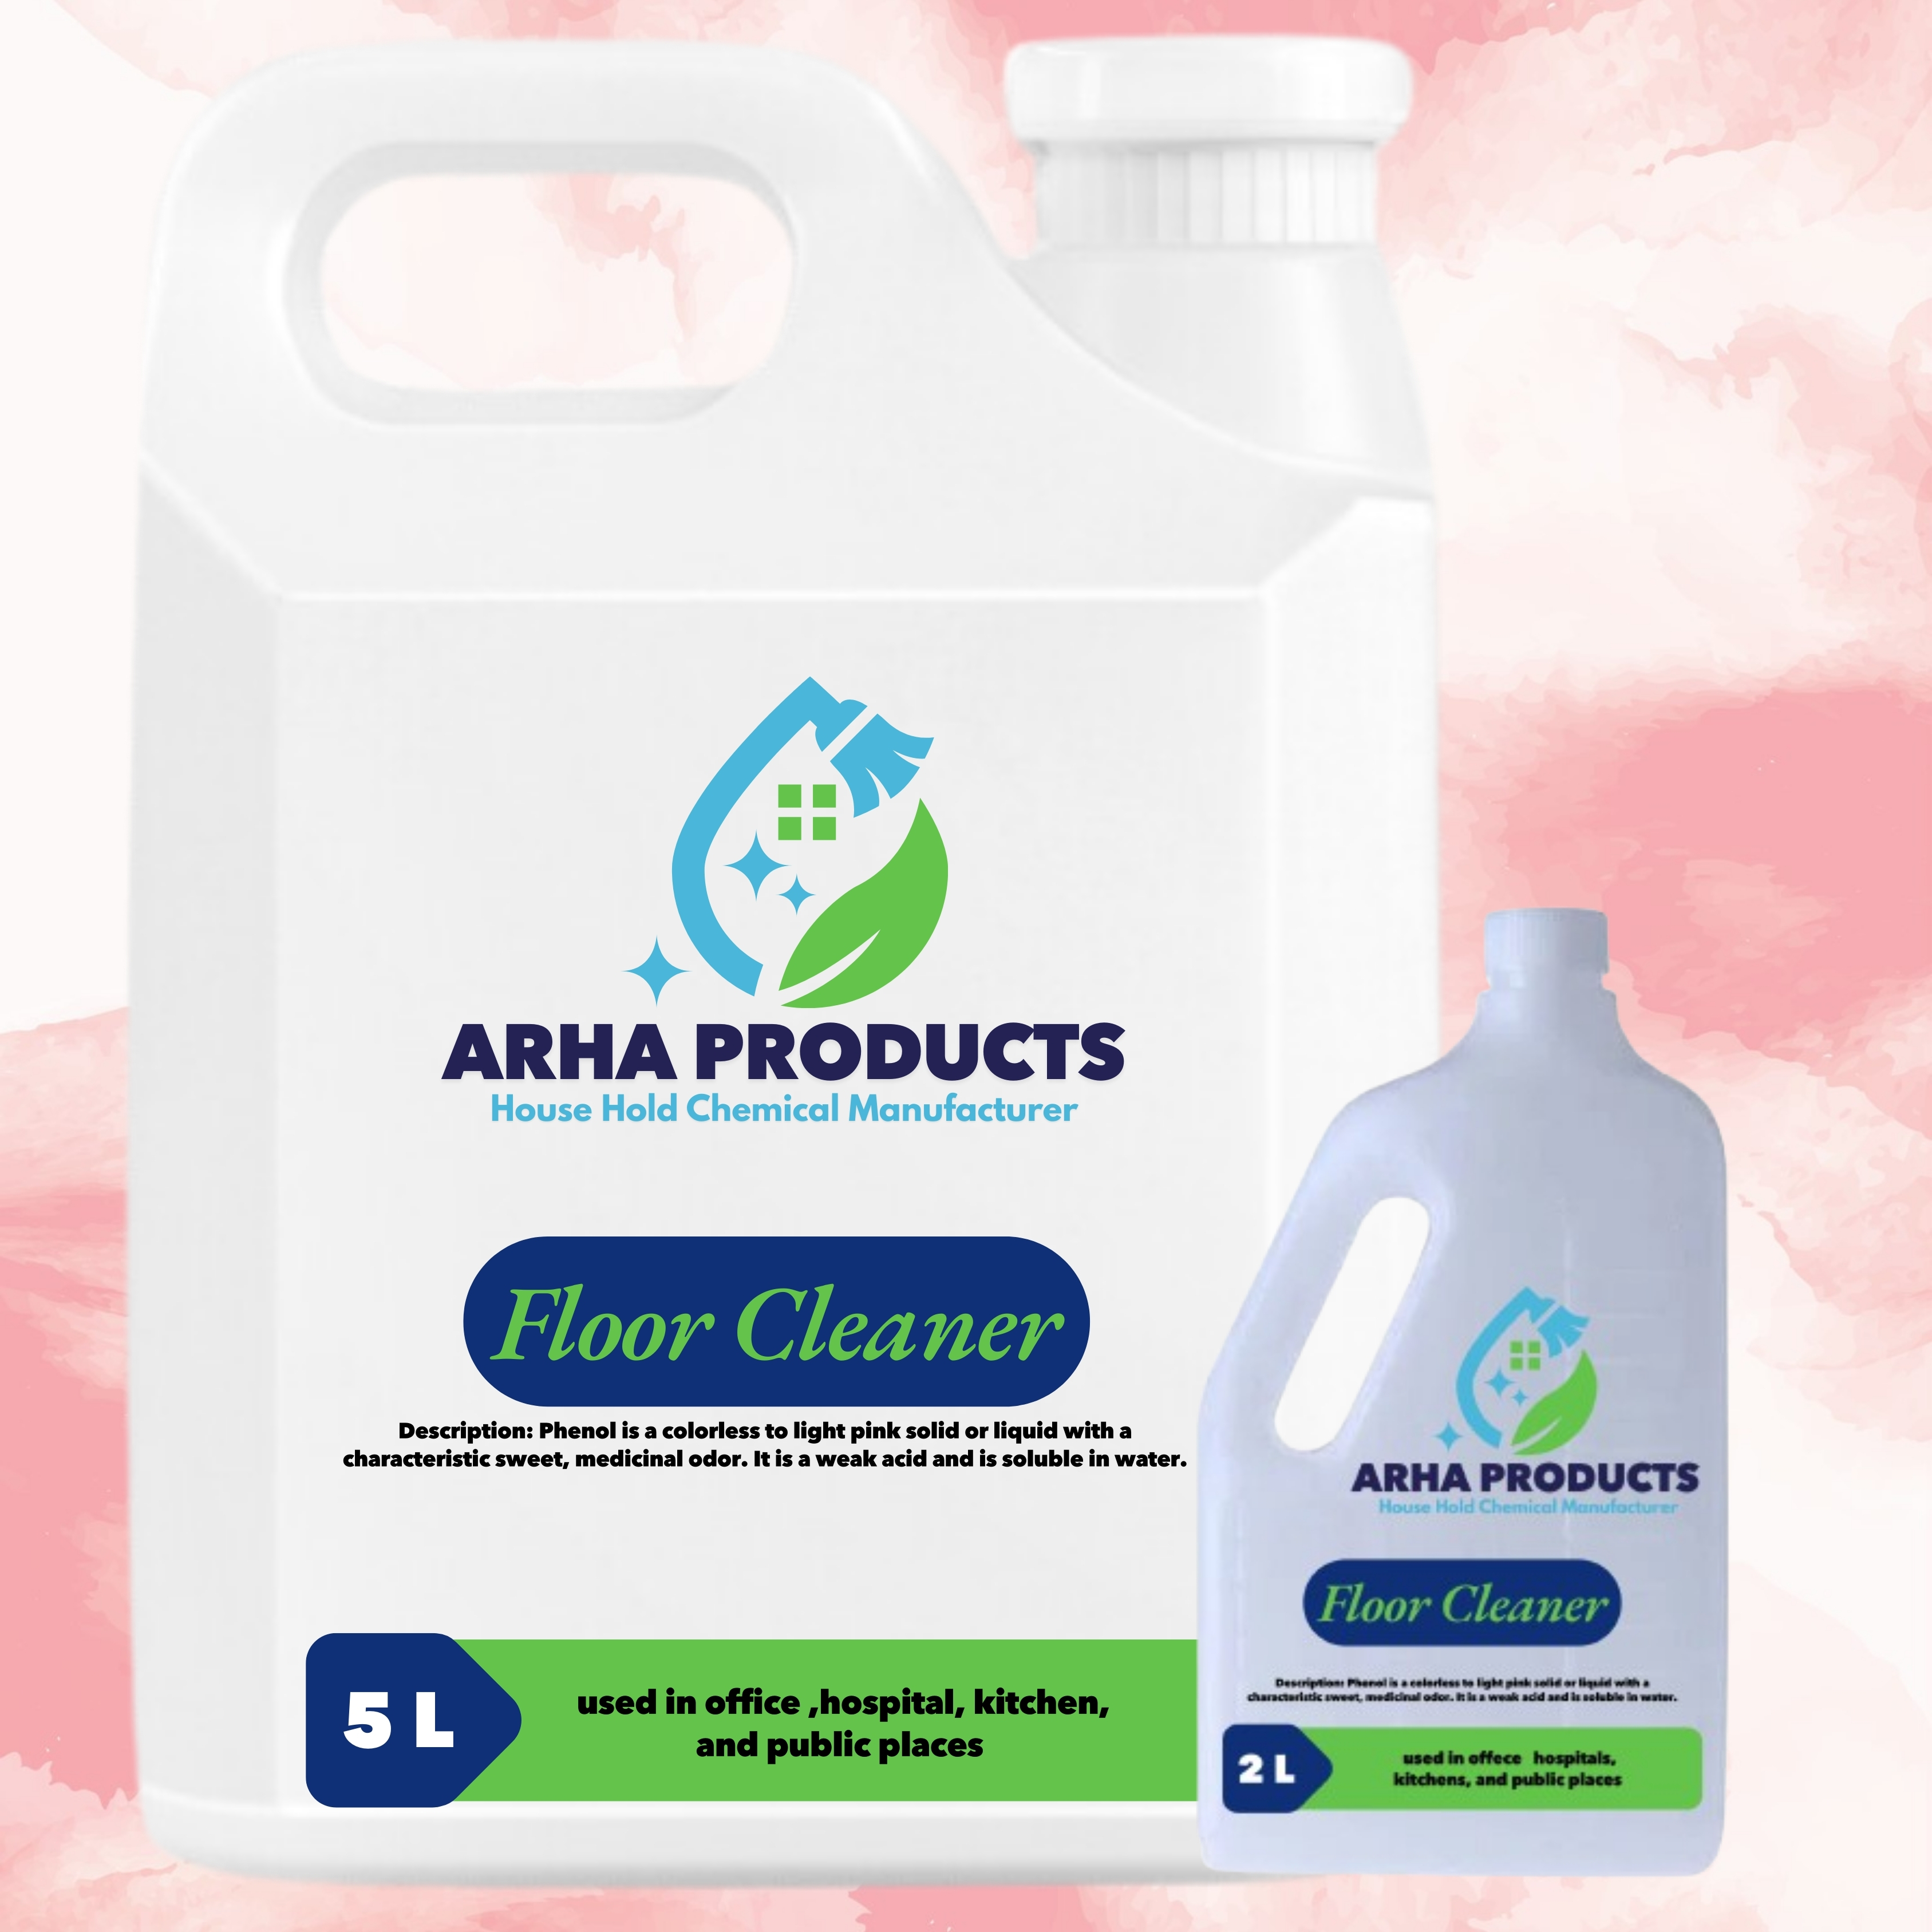 ARHA PRODUCTS
House Hold Chemical Manufacturer
Floor Cleaner
Description: Phenol is a colorless to light pink solid or liquid with a
characteristic sweet, medicinal odor. It is a weak acid and is soluble in water.
5 L
used in office ,hospital, kitchen,
and public places
ARHA PRODUCTS
House Hold Chemical Manufacturer
Floor Cleaner
Description: Phenol is a colorless to light pink solid or liquid with a
characteristic sweet, medicinal odor. It is a weak acid and is soluble in water.
2 L
used in offece hospitals,
kitchens, and public places